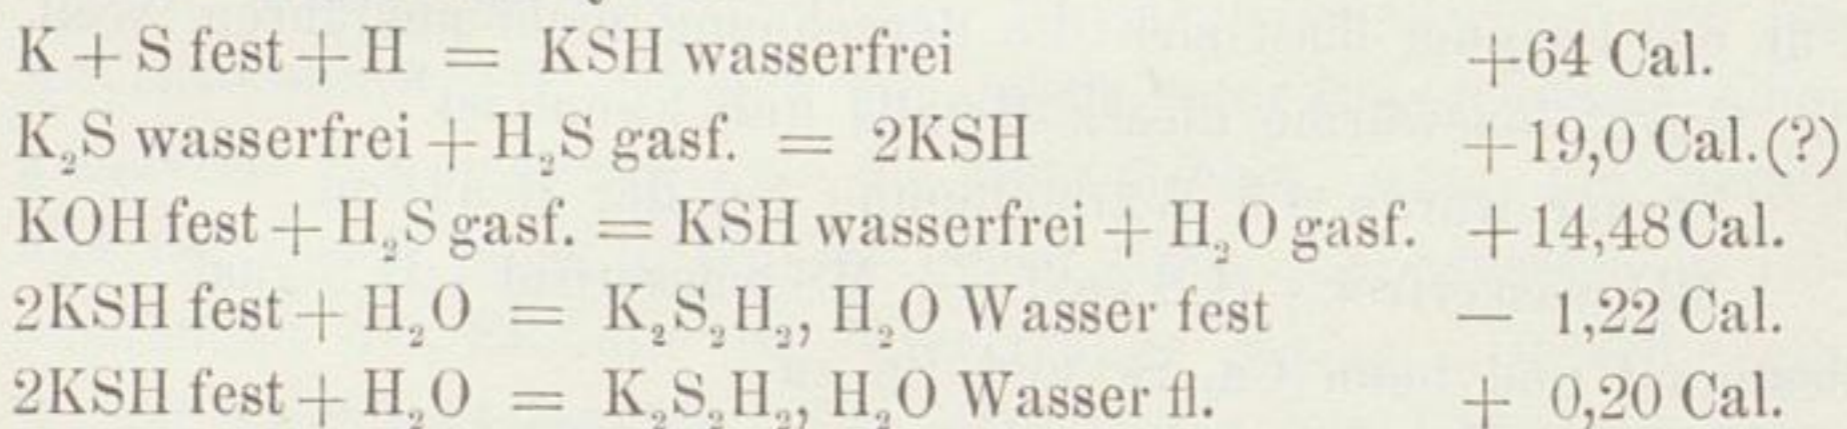 K + S fest + H = KSH wasserfrei +64 Cal.
K₂S wasserfrei + H₂S gasf. = 2KSH +19,0 Cal.(?)
KOH fest + H₂S gasf. = KSH wasserfrei + H₂O gasf. +14,48 Cal.
2KSH fest + H₂O = K₂S₂H₂, H₂O Wasser fest — 1,22 Cal.
2KSH fest + H₂O = K₂S₂H₂, H₂O Wasser fl. + 0,20 Cal.